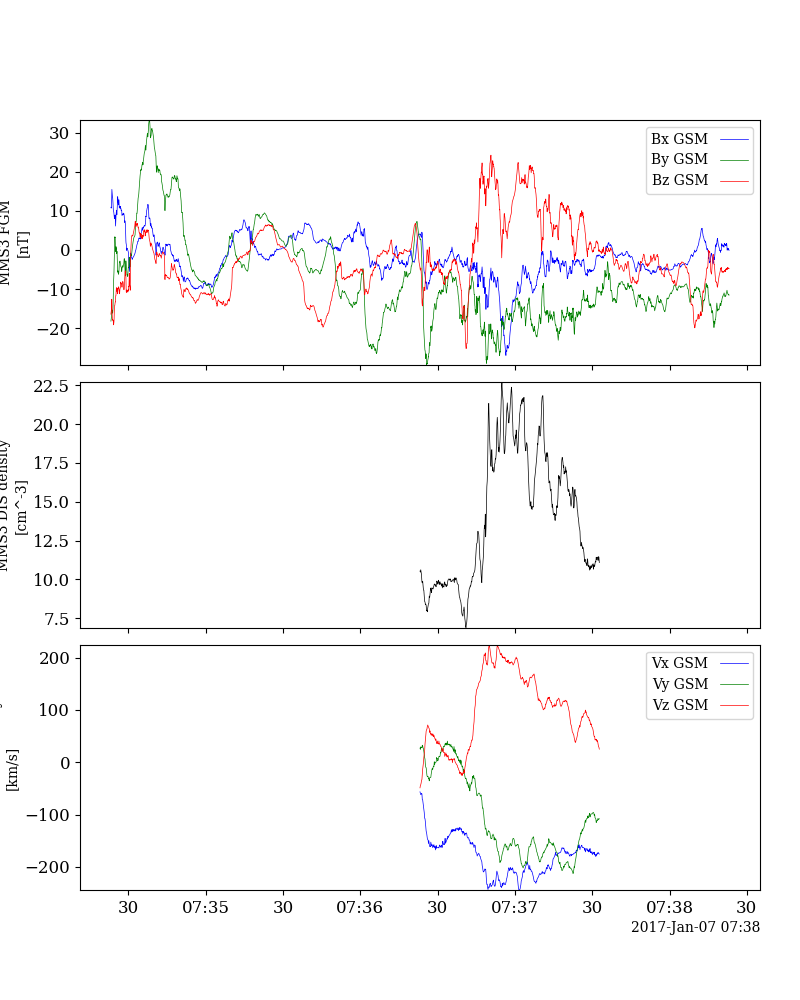 MMS3 FGM
[nT]
30
20
10
0
−10
−20
Bx GSM
By GSM
Bz GSM
MMS3 DIS density
[cm^-3]
22.5
20.0
17.5
15.0
12.5
10.0
7.5
[km/s]
200
100
0
−100
−200
Vx GSM
Vy GSM
Vz GSM
30 07:35 30 07:36 30 07:37 30 07:38 30
2017-Jan-07 07:38